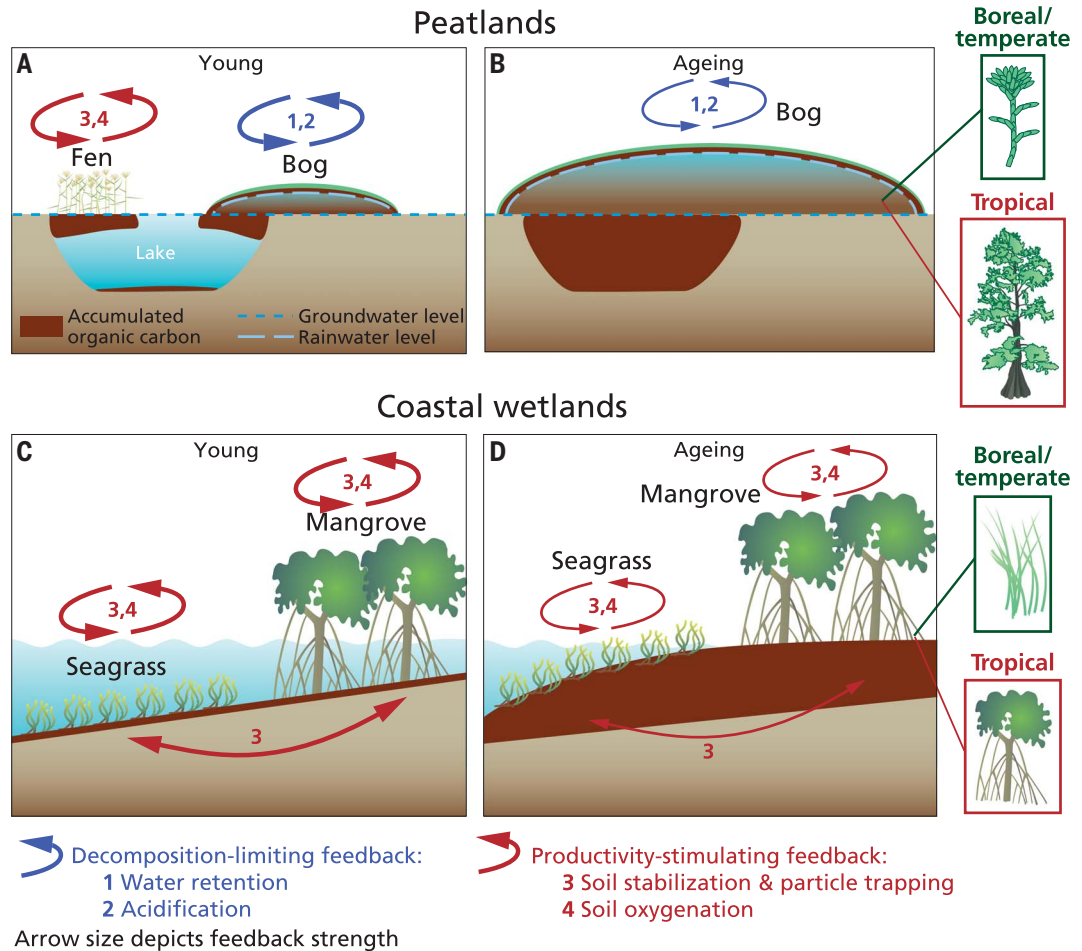 Peatlands
A
Young
3,4
Fen
1,2
Bog
Lake
Accumulated
organic carbon
Groundwater level
Rainwater level
B
Ageing
1,2
Bog
Boreal/
temperate
Tropical
Coastal wetlands
C
Young
3,4
Mangrove
3,4
Seagrass
3
D
Ageing
3,4
Mangrove
Seagrass
3,4
3
Boreal/
temperate
Tropical
Decomposition-limiting feedback:
1 Water retention
2 Acidification
Productivity-stimulating feedback:
3 Soil stabilization & particle trapping
4 Soil oxygenation
Arrow size depicts feedback strength